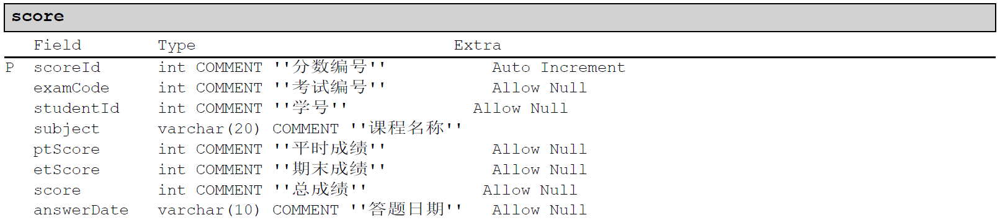 score
Field Type Extra
P scoreId int COMMENT ''分数编号'' Auto Increment
examCode int COMMENT ''考试编号'' Allow Null
studentId int COMMENT ''学号'' Allow Null
subject varchar(20) COMMENT ''课程名称''
ptScore int COMMENT ''平时成绩'' Allow Null
etScore int COMMENT ''期末成绩'' Allow Null
score int COMMENT ''总成绩'' Allow Null
answerDate varchar(10) COMMENT ''答题日期'' Allow Null